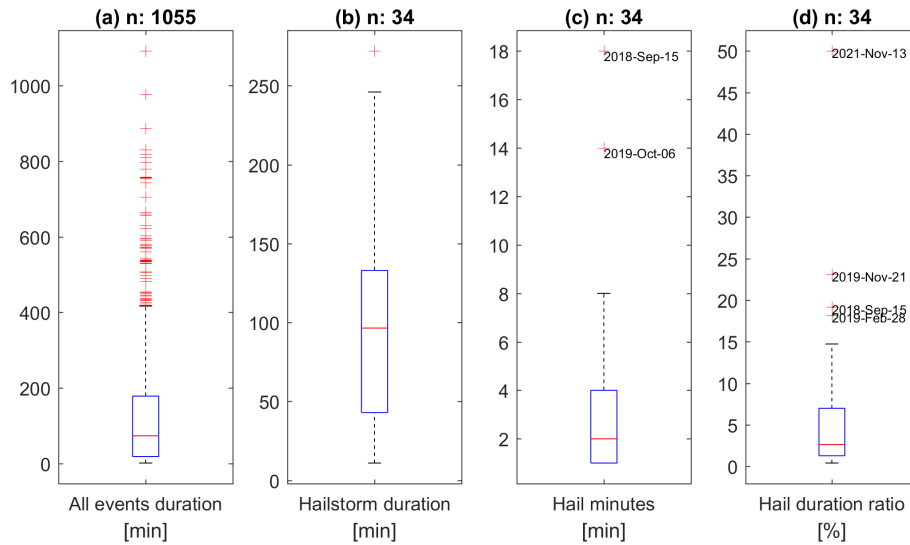 (a) n: 1055
1000
800
600
400
200
0
All events duration
[min]
(b) n: 34
250
200
150
100
50
0
Hailstorm duration
[min]
(c) n: 34
18
16
14
12
10
8
6
4
2
2018-Sep-15
2019-Oct-06
Hail minutes
[min]
(d) n: 34
50
45
40
35
30
25
20
15
10
5
0
2021-Nov-13
2019-Nov-21
2018-Sep-15
2019-Feb-28
Hail duration ratio
[%]